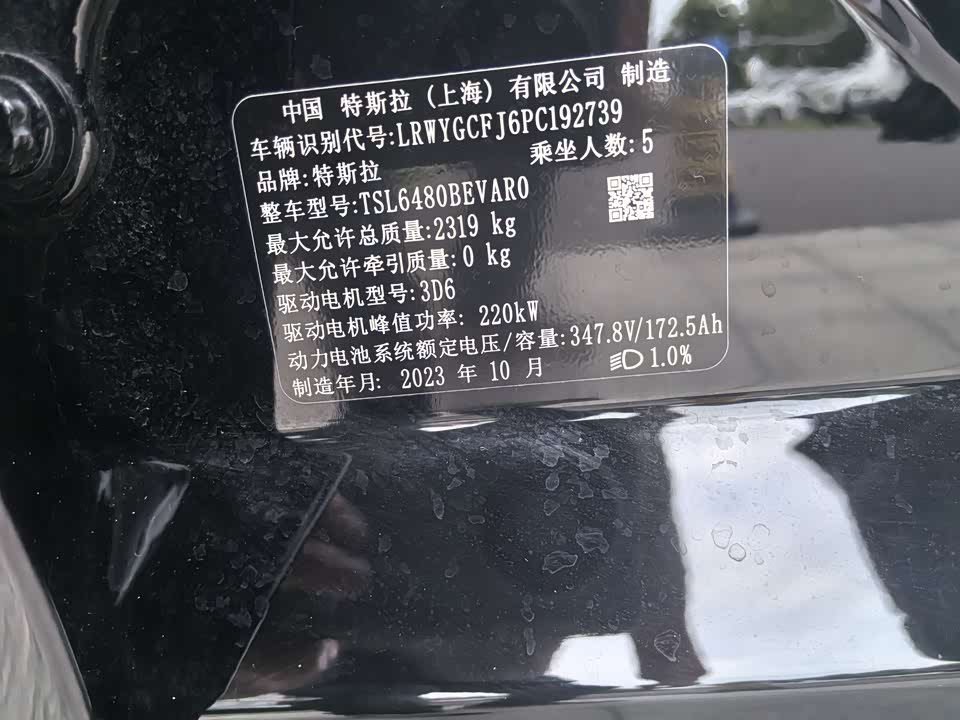 中国 特斯拉 (上海) 有限公司 制造
车辆识别代号:LRWYGCFJ6PC192739
品牌:特斯拉 乘坐人数:5
整车型号:TSL6480BEVAR0
最大允许总质量:2319 kg
最大允许牵引质量:0 kg
驱动电机型号:3D6
驱动电机峰值功率: 220kW
动力电池系统额定电压/容量:347.8V/172.5Ah
制造年月: 2023 年 10 月 1.0%